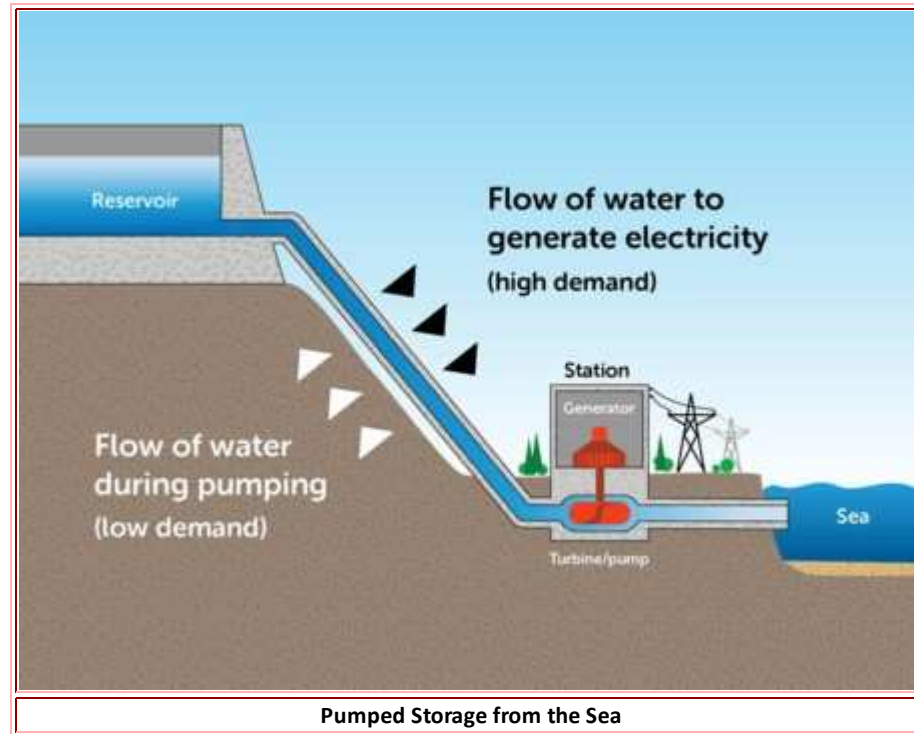 Reservoir
Flow of water to
generate electricity
(high demand)
Station
Generator
Flow of water
during pumping
(low demand)
Sea
Turbine/pump
Pumped Storage from the Sea